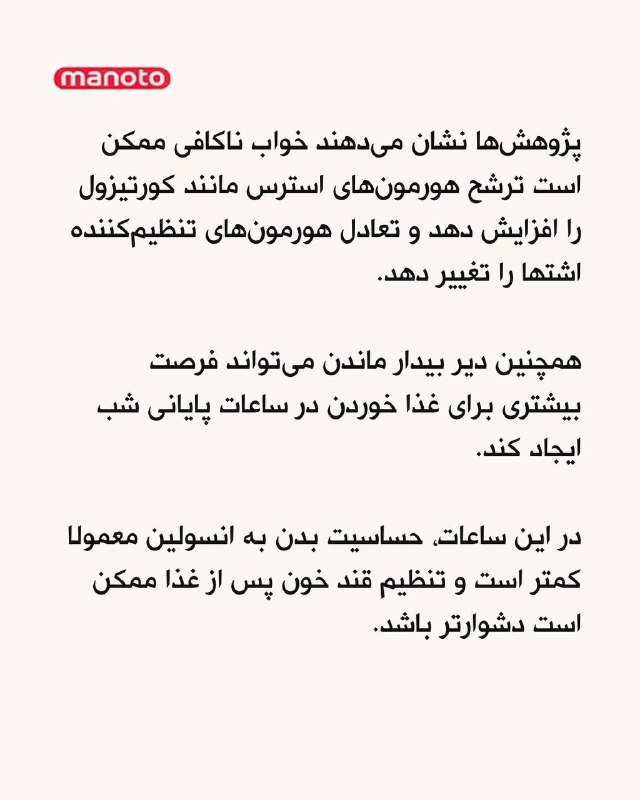 manoto
پژوهش‌ها نشان می‌دهند خواب ناکافی ممکن
است ترشح هورمون‌های استرس مانند کورتیزول
را افزایش دهد و تعادل هورمون‌های تنظیم‌کننده
اشتها را تغییر دهد.
همچنین دیر بیدار ماندن می‌تواند فرصت
بیشتری برای غذا خوردن در ساعات پایانی شب
ایجاد کند.
در این ساعات، حساسیت بدن به انسولین معمولا
کمتر است و تنظیم قند خون پس از غذا ممکن
است دشوارتر باشد.